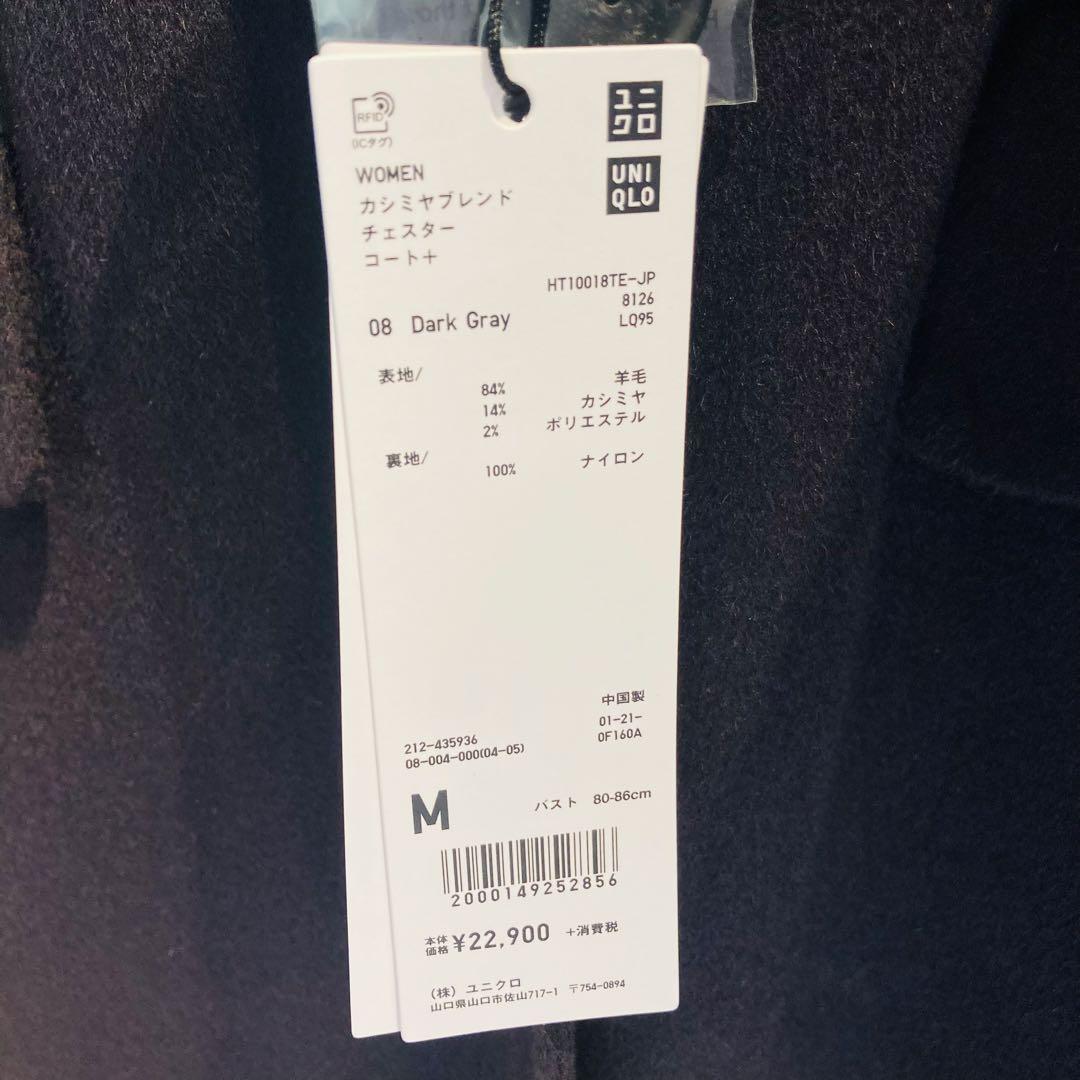 RFID
(ICタグ)
ユニ
クロ
UNI
QLO
WOMEN
カシミヤブレンド
チェスター
コート+
HT10018TE-JP
8126
LQ95
08 Dark Gray
表地/
84% 羊毛
14% カシミヤ
2% ポリエステル
裏地/
100% ナイロン
中国製
01-21-
0F160A
212-435936
08-004-000(04-05)
M バスト 80-86cm
2000149252856
本体
価格 ¥22,900 +消費税
(株) ユニクロ
山口県山口市佐山717-1 〒754-0894